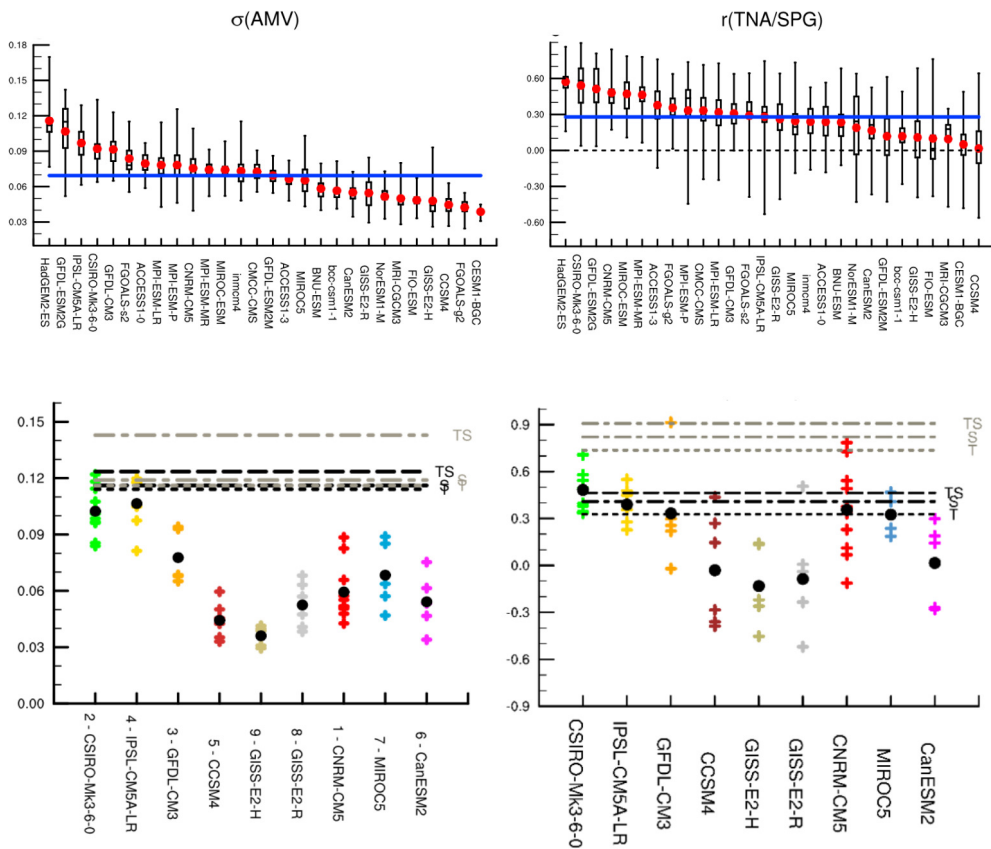 σ(AMV)
0.18
0.15
0.12
0.09
0.06
0.03
HadGEM2-ES
GFDL-ESM2G
IPSL-CM5A-LR
CSIRO-Mk3-6-0
GFDL-CM3
FGOALS-s2
ACCESS1-0
MPI-ESM-LR
MPI-ESM-P
CNRM-CM5
MPI-ESM-MR
MIROC-ESM
inmcm4
CMCC-CMS
GFDL-ESM2M
ACCESS1-3
MIROC5
BNU-ESM
bcc-csm1-1
CanESM2
GISS-E2-R
NorESM1-M
MRI-CGCM3
FIO-ESM
GISS-E2-H
CCSM4
FGOALS-g2
CESM1-BGC
r(TNA/SPG)
0.60
0.30
0.00
-0.30
-0.60
HadGEM2-ES
CSIRO-Mk3-6-0
GFDL-ESM2G
CNRM-CM5
MIROC-ESM
MPI-ESM-MR
ACCESS1-3
FGOALS-g2
MPI-ESM-P
CMCC-CMS
MPI-ESM-LR
GFDL-CM3
FGOALS-s2
IPSL-CM5A-LR
GISS-E2-R
MIROC5
inmcm4
ACCESS1-0
BNU-ESM
NorESM1-M
CanESM2
GFDL-ESM2M
bcc-csm1-1
GISS-E2-H
FIO-ESM
MRI-CGCM3
CESM1-BGC
CCSM4
0.15
0.12
0.09
0.06
0.03
0.00
TS
TS
S
T
2 - CSIRO-Mk3-6-0
4 - IPSL-CM5A-LR
3 - GFDL-CM3
5 - CCSM4
9 - GISS-E2-H
8 - GISS-E2-R
1 - CNRM-CM5
7 - MIROC5
6 - CanESM2
0.9
0.6
0.3
0.0
-0.3
-0.6
-0.9
TS
S
T
TS
S
T
CSIRO-Mk3-6-0
IPSL-CM5A-LR
GFDL-CM3
CCSM4
GISS-E2-H
GISS-E2-R
CNRM-CM5
MIROC5
CanESM2